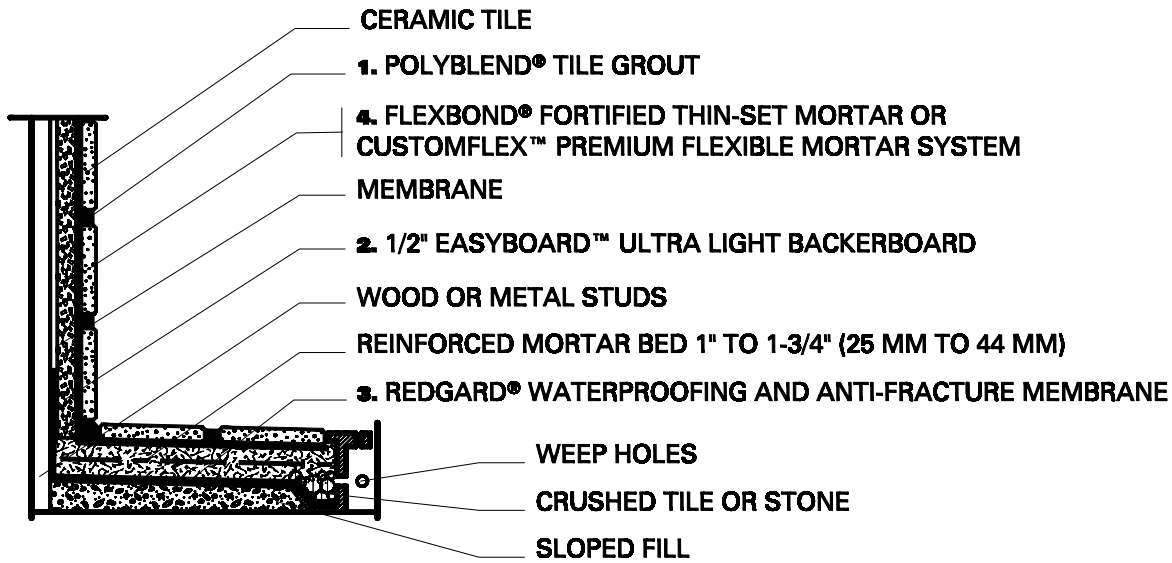 CERAMIC TILE
1. POLYBLEND® TILE GROUT
4. FLEXBOND® FORTIFIED THIN-SET MORTAR OR
CUSTOMFLEX™ PREMIUM FLEXIBLE MORTAR SYSTEM
MEMBRANE
2. 1/2" EASYBOARD™ ULTRA LIGHT BACKERBOARD
WOOD OR METAL STUDS
REINFORCED MORTAR BED 1" TO 1-3/4" (25 MM TO 44 MM)
3. REDGARD® WATERPROOFING AND ANTI-FRACTURE MEMBRANE
WEEP HOLES
CRUSHED TILE OR STONE
SLOPED FILL